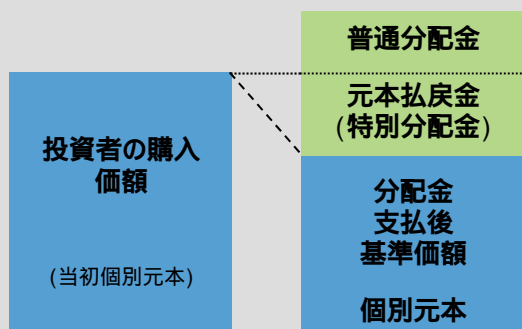 投資者の購入
価額
(当初個別元本)
普通分配金
元本払戻金
(特別分配金)
分配金
支払後
基準価額
個別元本